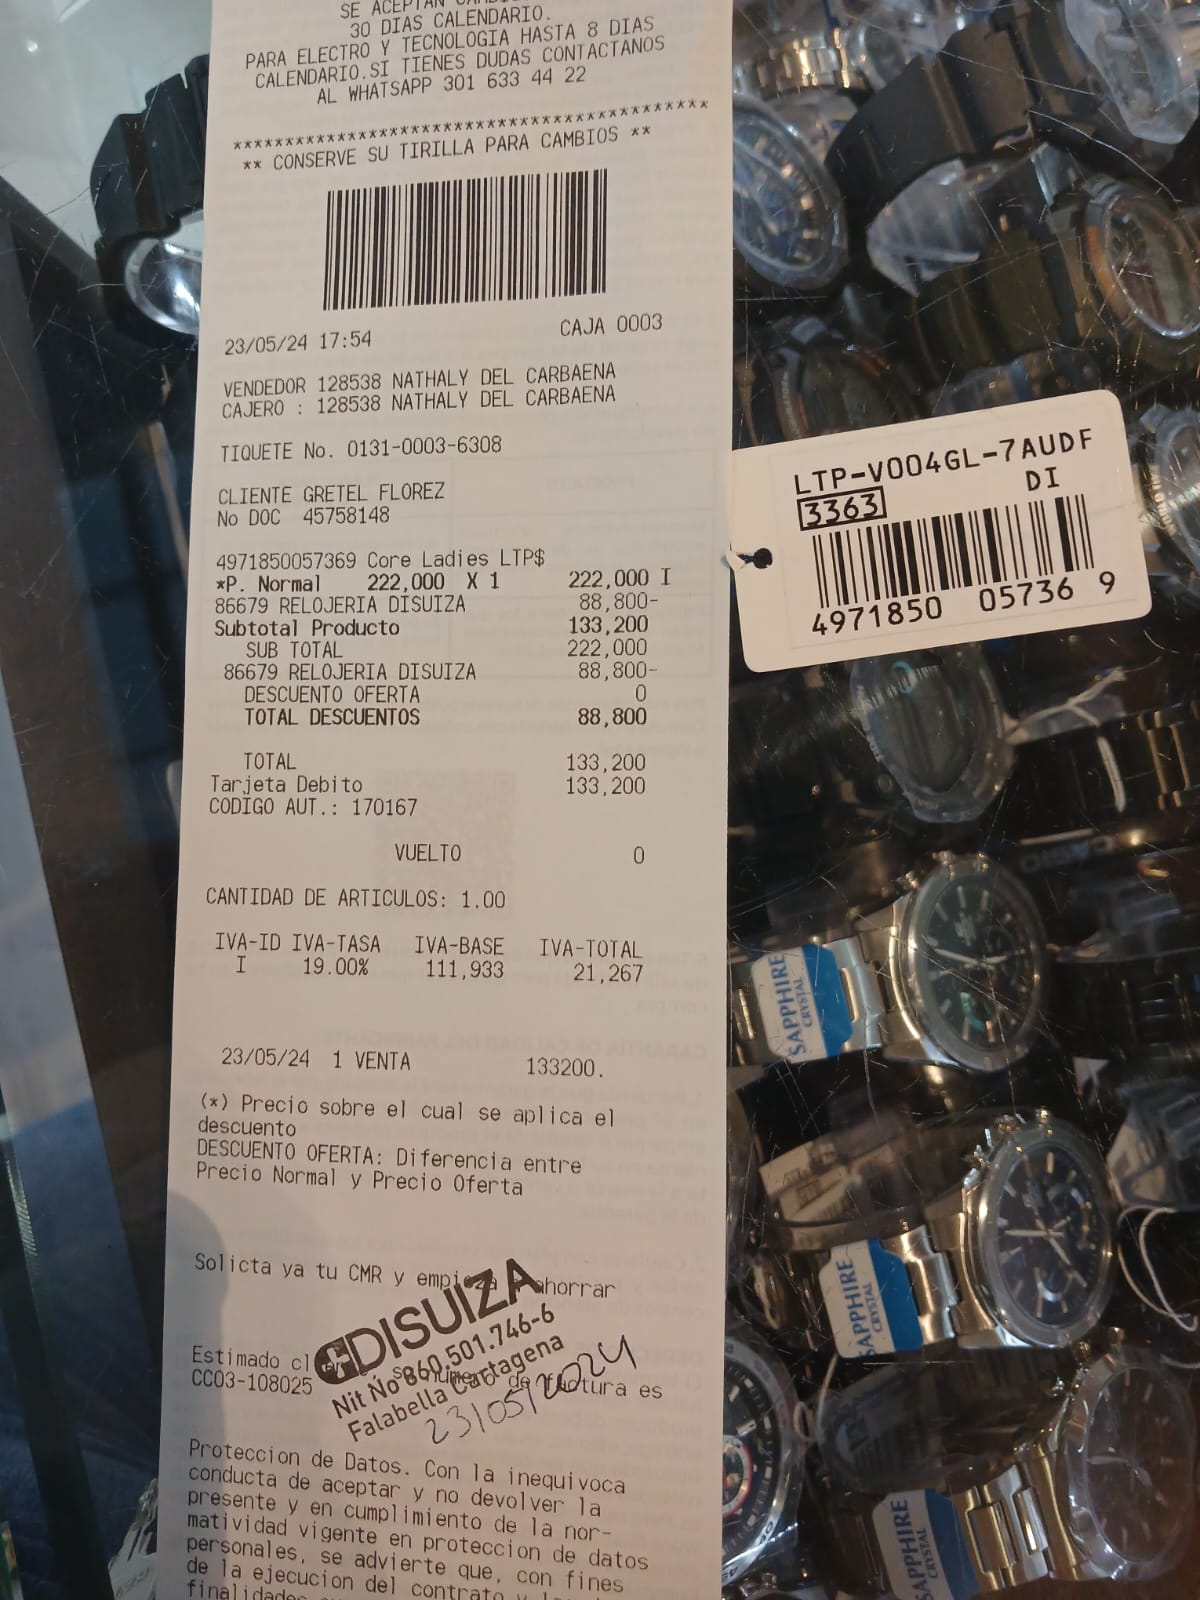 SE ACEPTAN
30 DIAS CALENDARIO.
PARA ELECTRO Y TECNOLOGIA HASTA 8 DIAS
CALENDARIO.SI TIENES DUDAS CONTACTANOS
AL WHATSAPP 301 633 44 22
****************************************
** CONSERVE SU TIRILLA PARA CAMBIOS **
23/05/24 17:54 CAJA 0003
VENDEDOR 128538 NATHALY DEL CARBAENA
CAJERO : 128538 NATHALY DEL CARBAENA
TIQUETE No. 0131-0003-6308
CLIENTE GRETEL FLOREZ
No DOC 45758148
4971850057369 Core Ladies LTP$
*P. Normal 222,000 X 1 222,000 I
86679 RELOJERIA DISUIZA 88,800-
Subtotal Producto 133,200
SUB TOTAL 222,000
86679 RELOJERIA DISUIZA 88,800-
DESCUENTO OFERTA 0
TOTAL DESCUENTOS 88,800
TOTAL 133,200
Tarjeta Debito 133,200
CODIGO AUT.: 170167
VUELTO 0
CANTIDAD DE ARTICULOS: 1.00
IVA-ID IVA-TASA IVA-BASE IVA-TOTAL
I 19.00% 111,933 21,267
23/05/24 1 VENTA 133200.
(*) Precio sobre el cual se aplica el
descuento
DESCUENTO OFERTA: Diferencia entre
Precio Normal y Precio Oferta
Solicta ya tu CMR y ahorrar
Estimado de factura es
CC03-108025
DISUIZA
Nit No 860.501.746-6
Falabella Cartagena
23/05/2024
Proteccion de Datos. Con la inequivoca
conducta de aceptar y no devolver la
presente y en cumplimiento de la nor-
matividad vigente en proteccion de datos
personales, se advierte que, con fines
de la ejecucion del contrato y
LTP-V004GL-7AUDF
DI
3363
4971850 05736 9
CASIO
SAPPHIRE
CRYSTAL
SAPPHIRE
CRYSTAL
SAPPHIRE
CRYSTAL